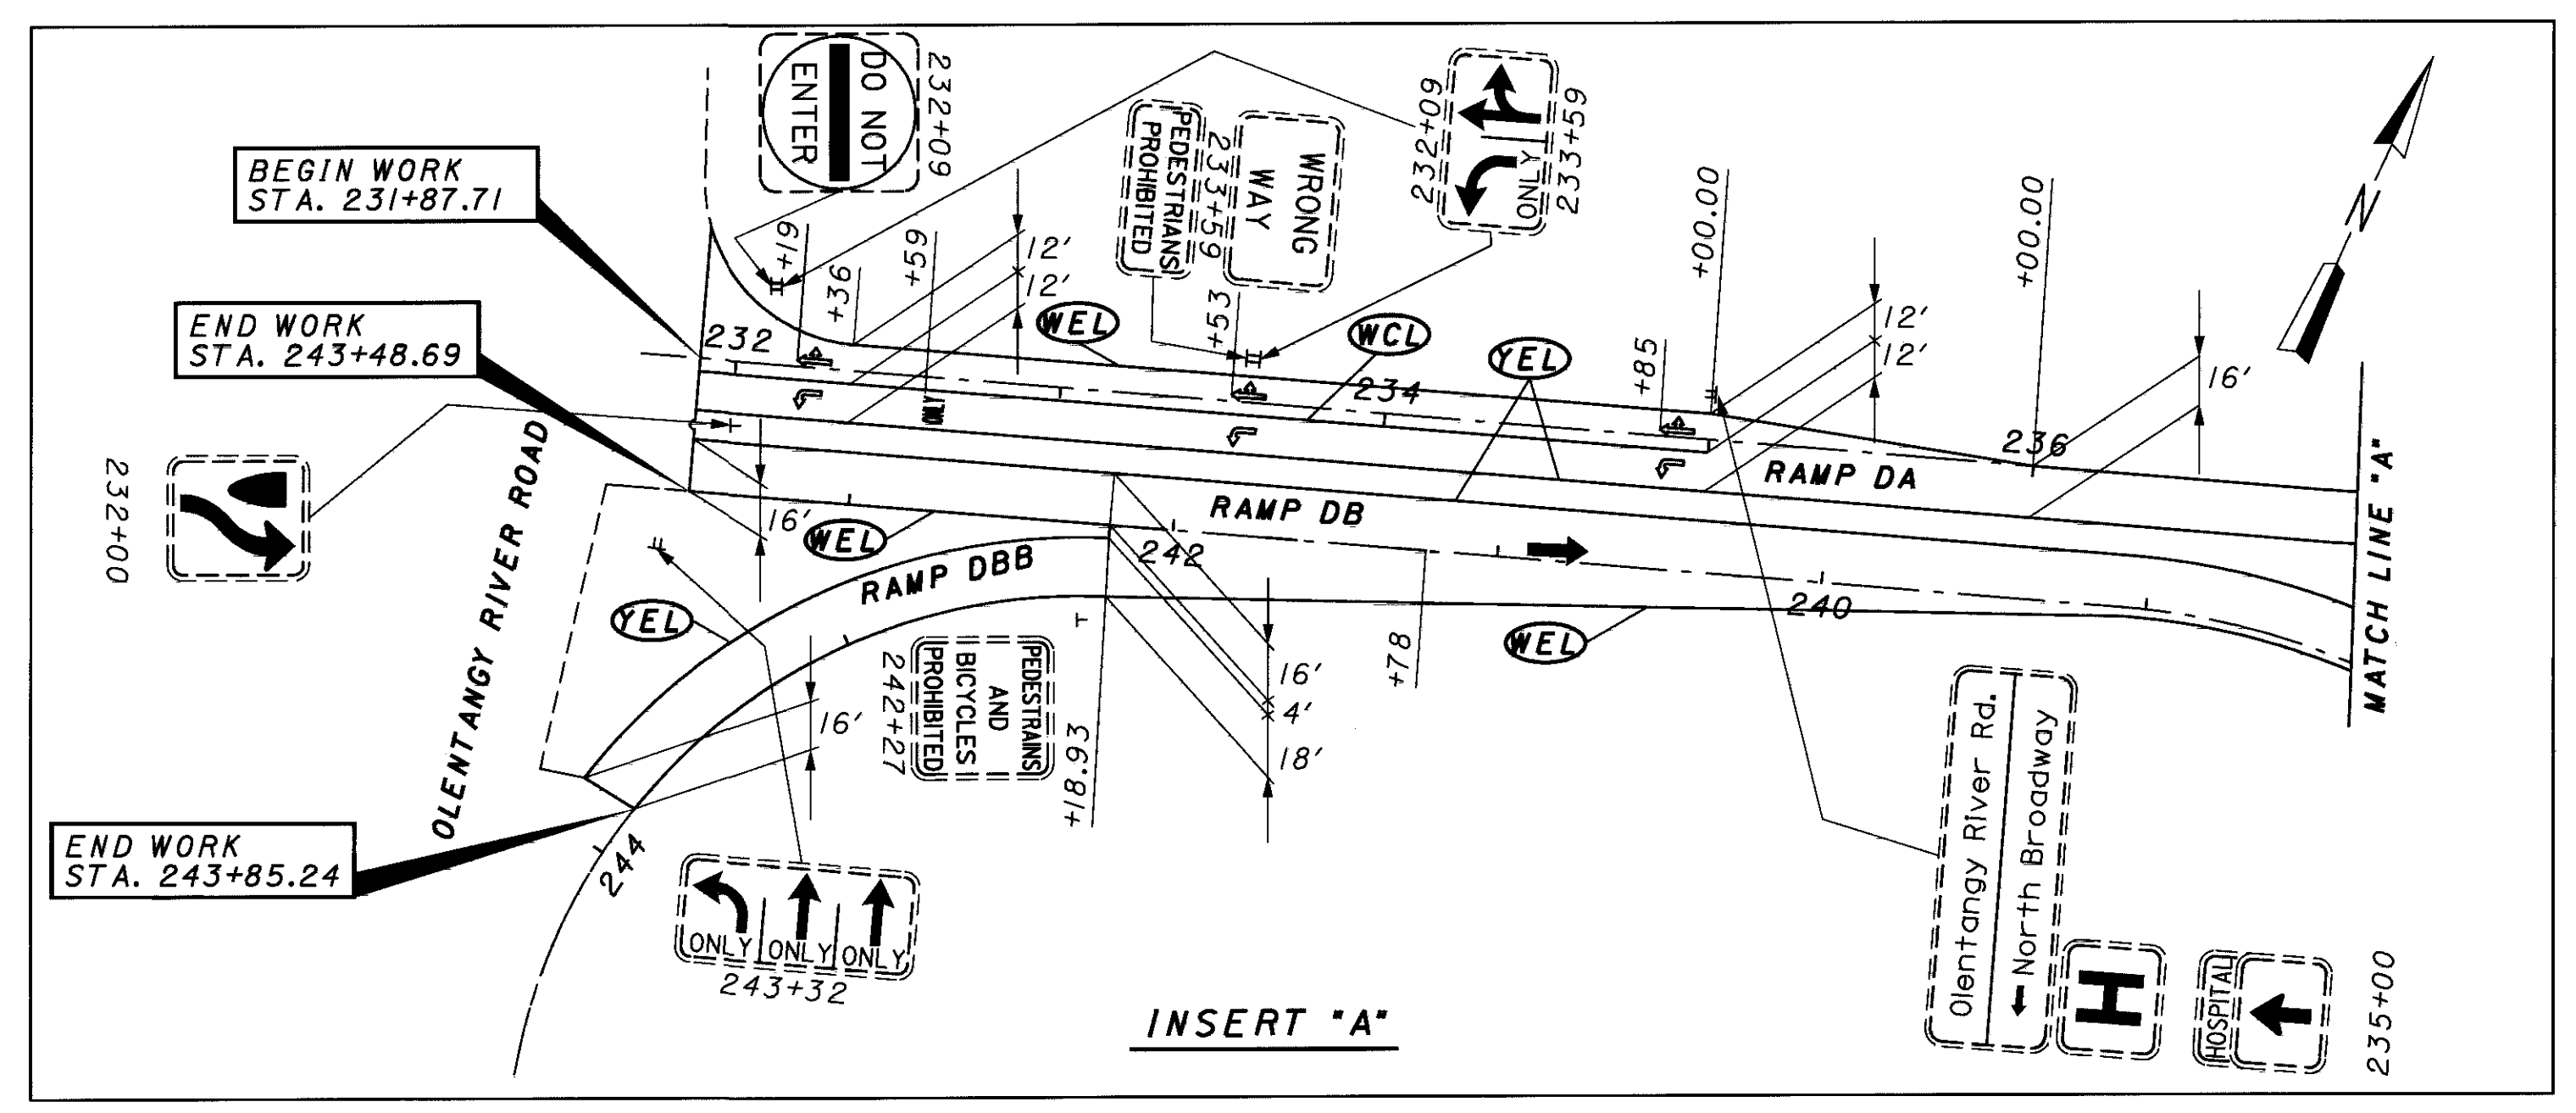 DO NOT
ENTER
232+09
BEGIN WORK
STA. 231+87.71
END WORK
STA. 243+48.69
PEDESTRIANS
PROHIBITED
233+59
WRONG
WAY
232+09
ONLY
233+59
+19
+36
+59
12'
12'
+53
+00.00
+00.00
+85
12'
12'
16'
N
232
WEL
WCL
YEL
234
236
ONLY
RAMP DA
RAMP DB
232+00
OLENTANGY RIVER ROAD
16'
WEL
RAMP DBB
242
240
MATCH LINE "A"
YEL
WEL
PEDESTRAINS
AND
BICYCLES
PROHIBITED
242+27
16'
+18.93
16'
4'
18'
+78
END WORK
STA. 243+85.24
244
ONLY ONLY ONLY
243+32
Olentangy River Rd.
North Broadway
H
HOSPITAL
235+00
INSERT "A"